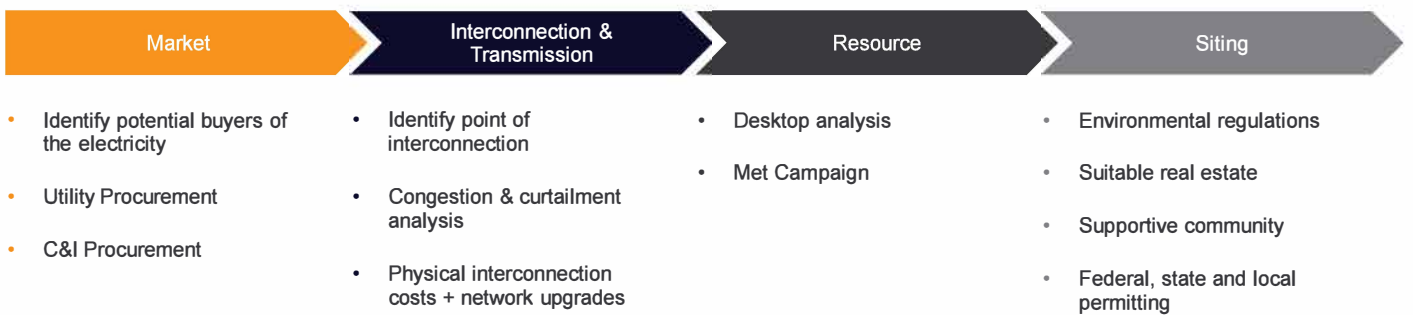 Market
Interconnection &
Transmission
Resource
Siting
• Identify potential buyers of
the electricity
• Utility Procurement
• C&I Procurement
• Identify point of
interconnection
• Congestion & curtailment
analysis
• Physical interconnection
costs + network upgrades
• Desktop analysis
• Met Campaign
• Environmental regulations
• Suitable real estate
• Supportive community
• Federal, state and local
permitting